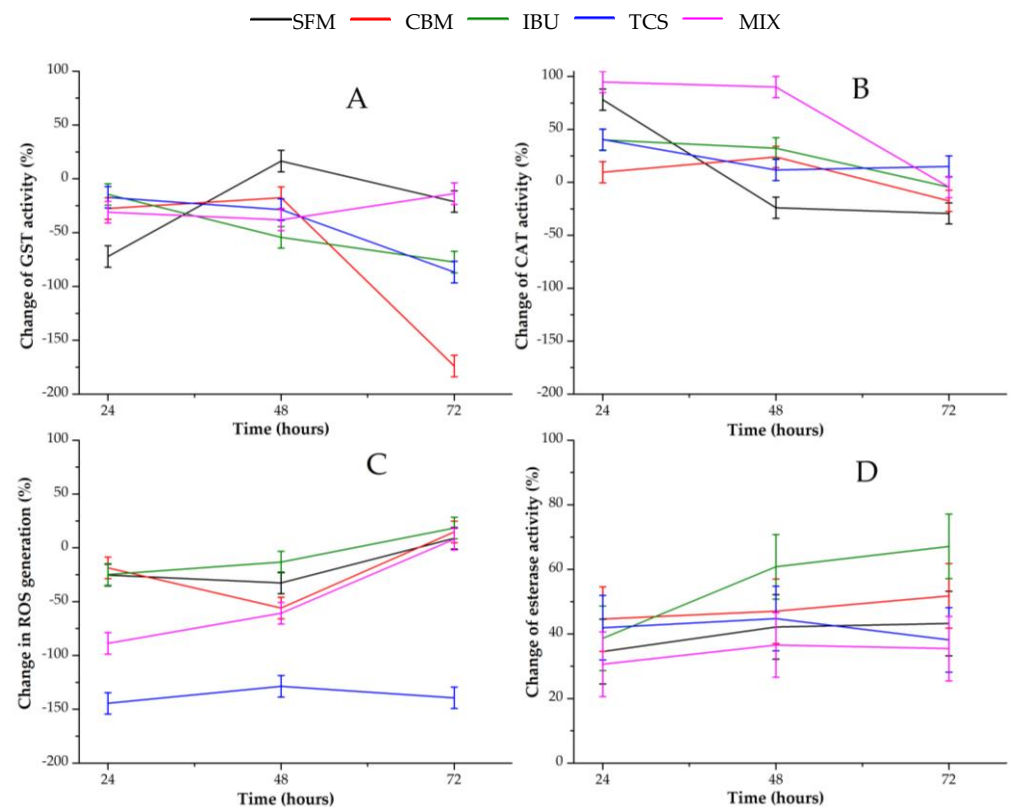 SFM CBM IBU TCS MIX
A
Change of GST activity (%)
100
50
0
-50
-100
-150
-200
24 48 72
Time (hours)
B
Change of CAT activity (%)
100
50
0
-50
-100
-150
-200
24 48 72
Time (hours)
C
Change in ROS generation (%)
100
50
0
-50
-100
-150
-200
24 48 72
Time (hours)
D
Change of esterase activity (%)
100
80
60
40
20
0
24 48 72
Time (hours)